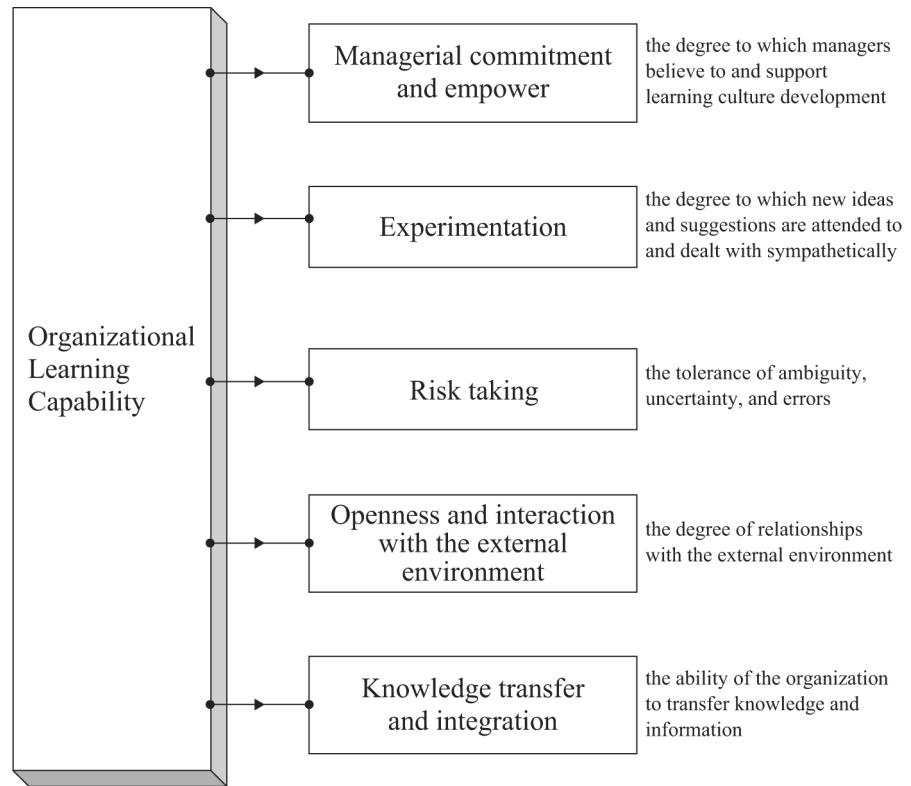 Organizational
Learning
Capability
Managerial commitment
and empower
the degree to which managers
believe to and support
learning culture development
Experimentation
the degree to which new ideas
and suggestions are attended to
and dealt with sympathetically
Risk taking
the tolerance of ambiguity,
uncertainty, and errors
Openness and interaction
with the external
environment
the degree of relationships
with the external environment
Knowledge transfer
and integration
the ability of the organization
to transfer knowledge and
information